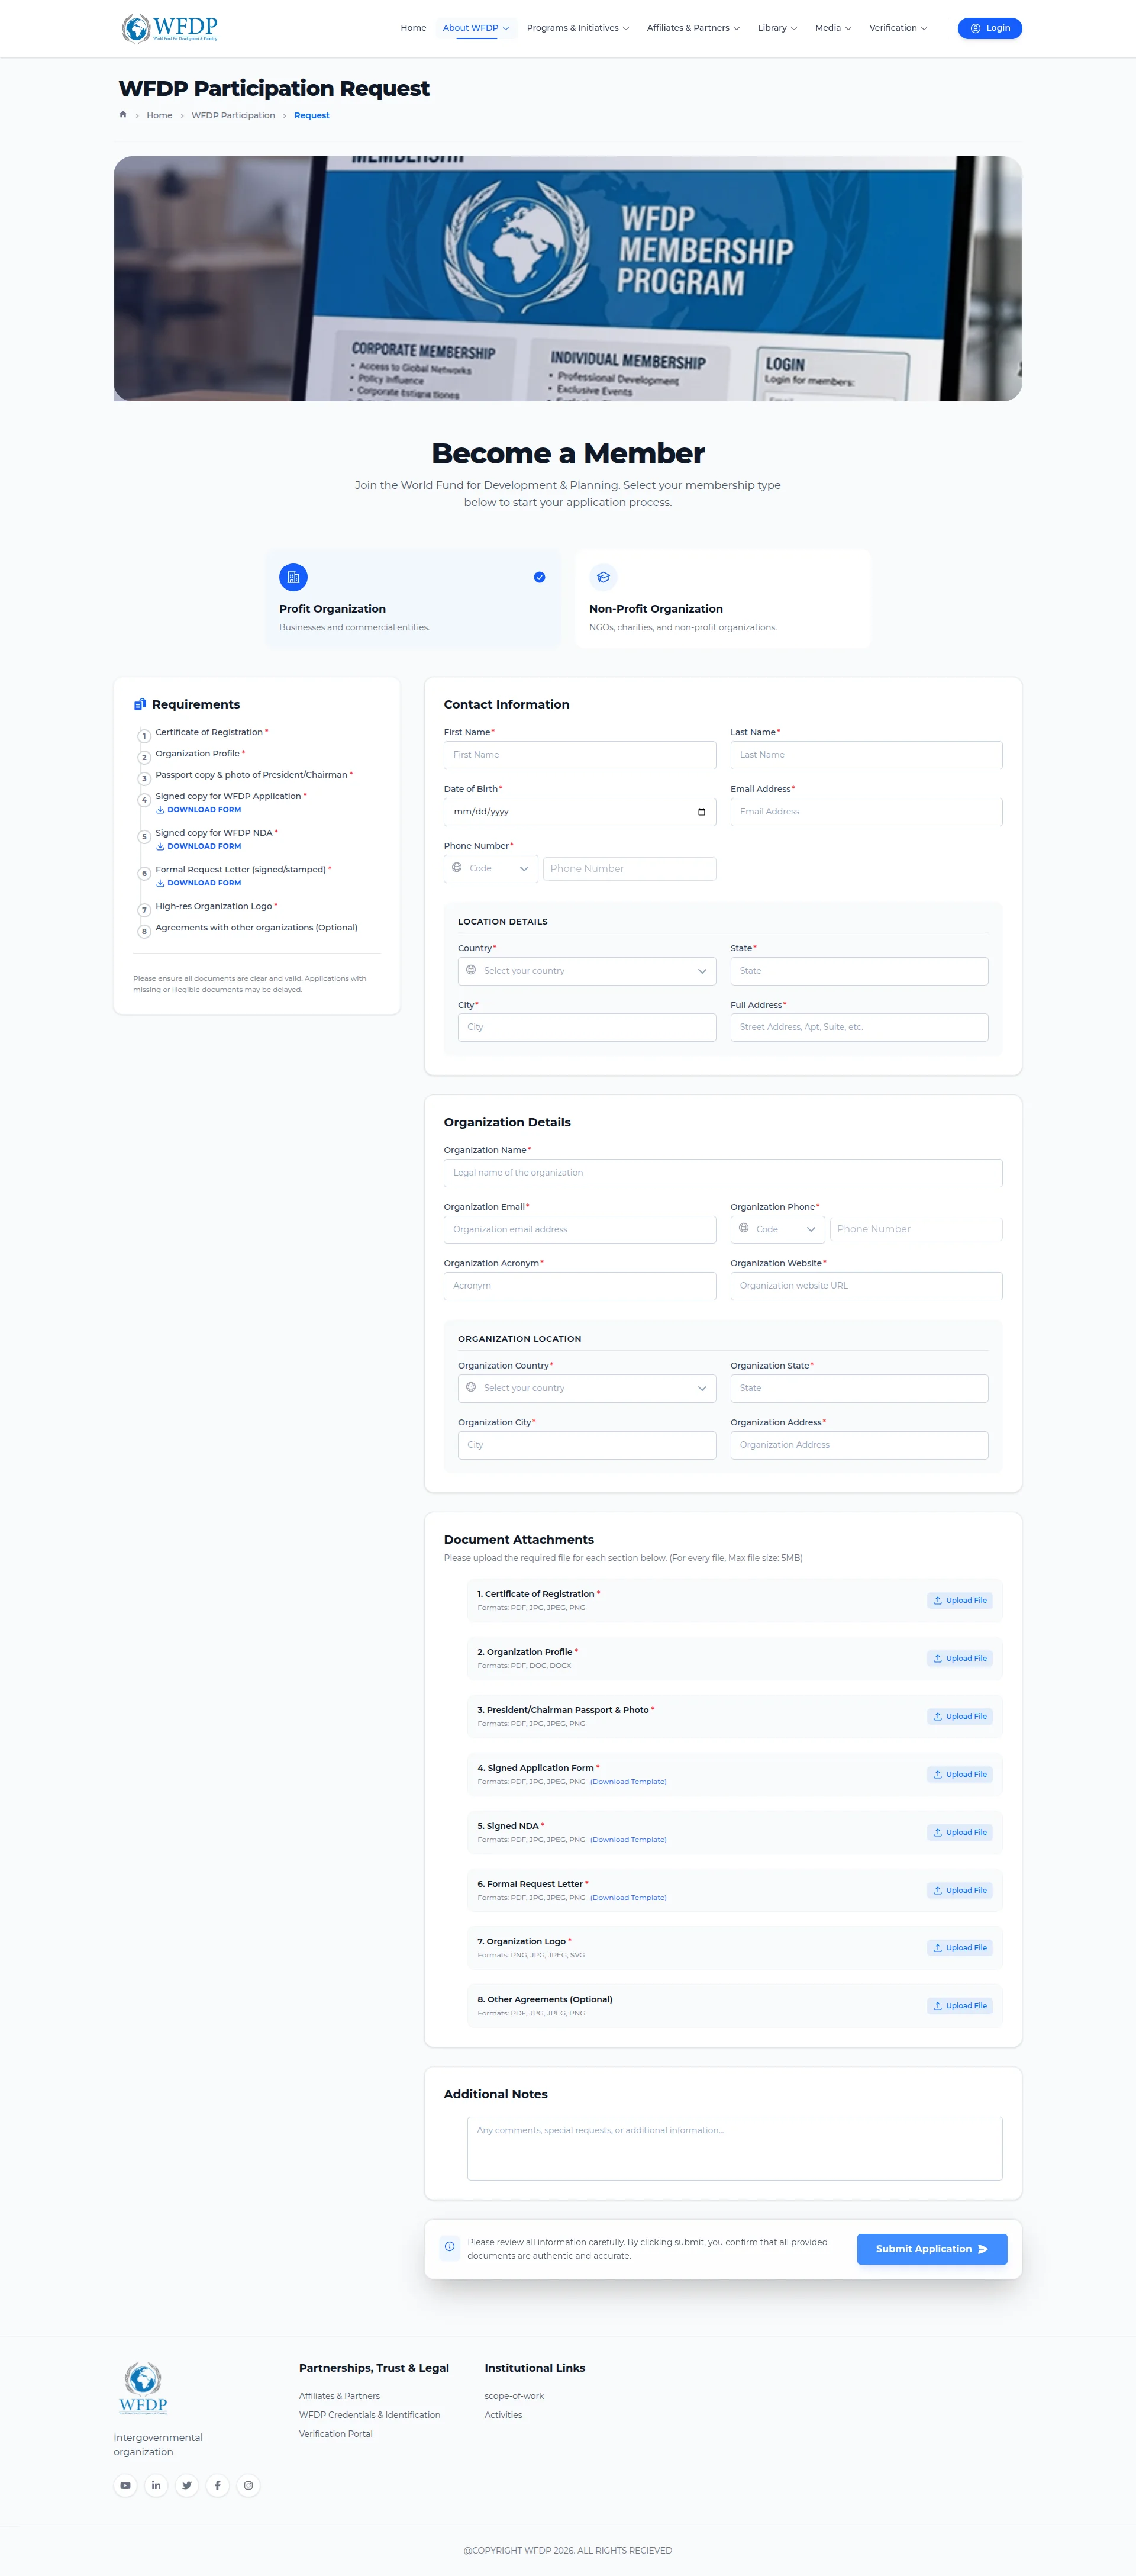 WFDP
World Fund for Development & Planning
Home
About WFDP
Programs & Initiatives
Affiliates & Partners
Library
Media
Verification
Login
WFDP Participation Request
Home
WFDP Participation
Request
MEMBERSHIP
WFDP
MEMBERSHIP
PROGRAM
CORPORATE MEMBERSHIP
• Access to Global Networks
• Policy Influence
INDIVIDUAL MEMBERSHIP
• Professional Development
• Exclusive Events
LOGIN
Login for members:
Become a Member
Join the World Fund for Development & Planning. Select your membership type
below to start your application process.
Profit Organization
Businesses and commercial entities.
Non-Profit Organization
NGOs, charities, and non-profit organizations.
Requirements
1 Certificate of Registration *
2 Organization Profile *
3 Passport copy & photo of President/Chairman *
4 Signed copy for WFDP Application *
DOWNLOAD FORM
5 Signed copy for WFDP NDA *
DOWNLOAD FORM
6 Formal Request Letter (signed/stamped) *
DOWNLOAD FORM
7 High-res Organization Logo *
8 Agreements with other organizations (Optional)
Please ensure all documents are clear and valid. Applications with
missing or illegible documents may be delayed.
Contact Information
First Name*
First Name
Last Name*
Last Name
Date of Birth*
mm/dd/yyyy
Email Address*
Email Address
Phone Number*
Code
Phone Number
LOCATION DETAILS
Country*
Select your country
State*
State
City*
City
Full Address*
Street Address, Apt, Suite, etc.
Organization Details
Organization Name*
Legal name of the organization
Organization Email*
Organization email address
Organization Phone*
Code
Phone Number
Organization Acronym*
Acronym
Organization Website*
Organization website URL
ORGANIZATION LOCATION
Organization Country*
Select your country
Organization State*
State
Organization City*
City
Organization Address*
Organization Address
Document Attachments
Please upload the required file for each section below. (For every file, Max file size: 5MB)
1. Certificate of Registration *
Formats: PDF, JPG, JPEG, PNG
Upload File
2. Organization Profile *
Formats: PDF, DOC, DOCX
Upload File
3. President/Chairman Passport & Photo *
Formats: PDF, JPG, JPEG, PNG
Upload File
4. Signed Application Form *
Formats: PDF, JPG, JPEG, PNG (Download Template)
Upload File
5. Signed NDA *
Formats: PDF, JPG, JPEG, PNG (Download Template)
Upload File
6. Formal Request Letter *
Formats: PDF, JPG, JPEG, PNG (Download Template)
Upload File
7. Organization Logo *
Formats: PNG, JPG, JPEG, SVG
Upload File
8. Other Agreements (Optional)
Formats: PDF, JPG, JPEG, PNG
Upload File
Additional Notes
Any comments, special requests, or additional information...
Please review all information carefully. By clicking submit, you confirm that all provided
documents are authentic and accurate.
Submit Application
WFDP
Intergovernmental
organization
Partnerships, Trust & Legal
Affiliates & Partners
WFDP Credentials & Identification
Verification Portal
Institutional Links
scope-of-work
Activities
@COPYRIGHT WFDP 2026. ALL RIGHTS RECIEVED